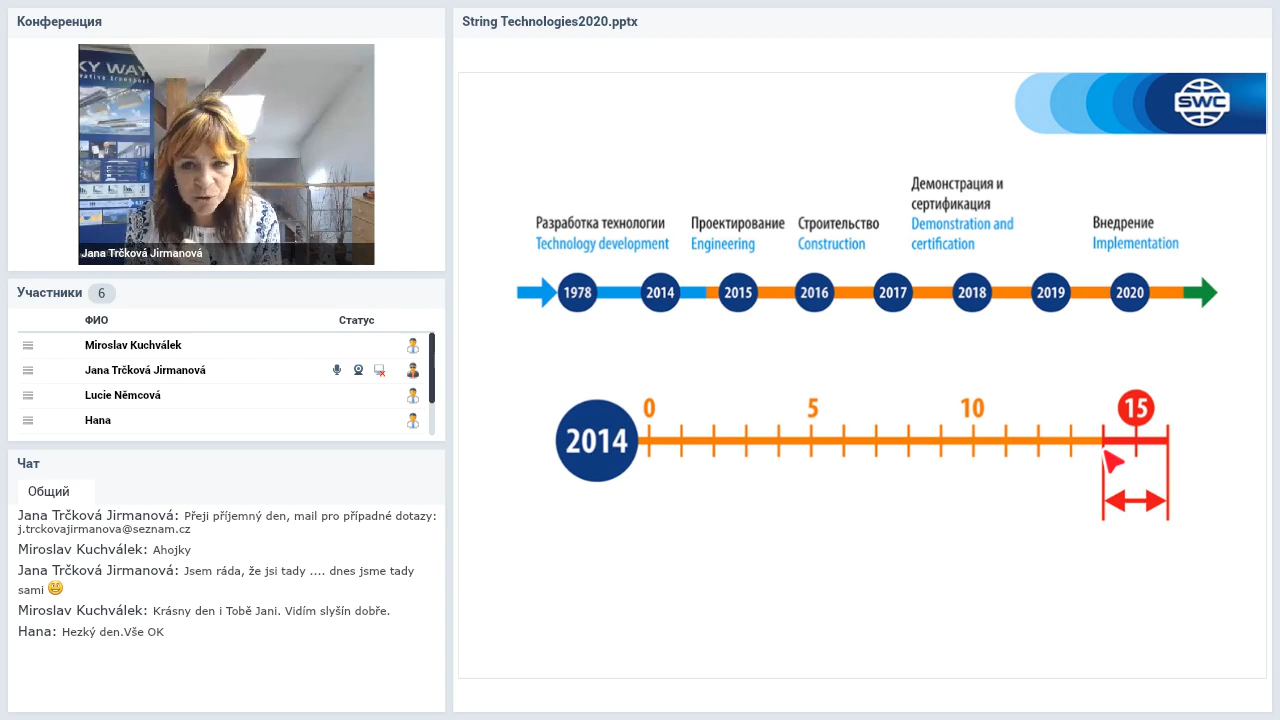 Конференция
KY WAY
Jana Trčková Jirmanová
Участники 6
ФИО Статус
Miroslav Kuchválek
Jana Trčková Jirmanová
Lucie Němcová
Hana
Чат
Общий
Jana Trčková Jirmanová: Přeji příjemný den, mail pro případné dotazy:
j.trckovajirmanova@seznam.cz
Miroslav Kuchválek: Ahojky
Jana Trčková Jirmanová: Jsem ráda, že jsi tady .... dnes jsme tady
sami
Miroslav Kuchválek: Krásny den i Tobě Jani. Vidím slyšín dobře.
Hana: Hezký den.Vše OK
String Technologies2020.pptx
SWC
Разработка технологии
Technology development
Проектирование
Engineering
Строительство
Construction
Демонстрация и
сертификация
Demonstration and
certification
Внедрение
Implementation
1978 2014 2015 2016 2017 2018 2019 2020
0 5 10 15
2014